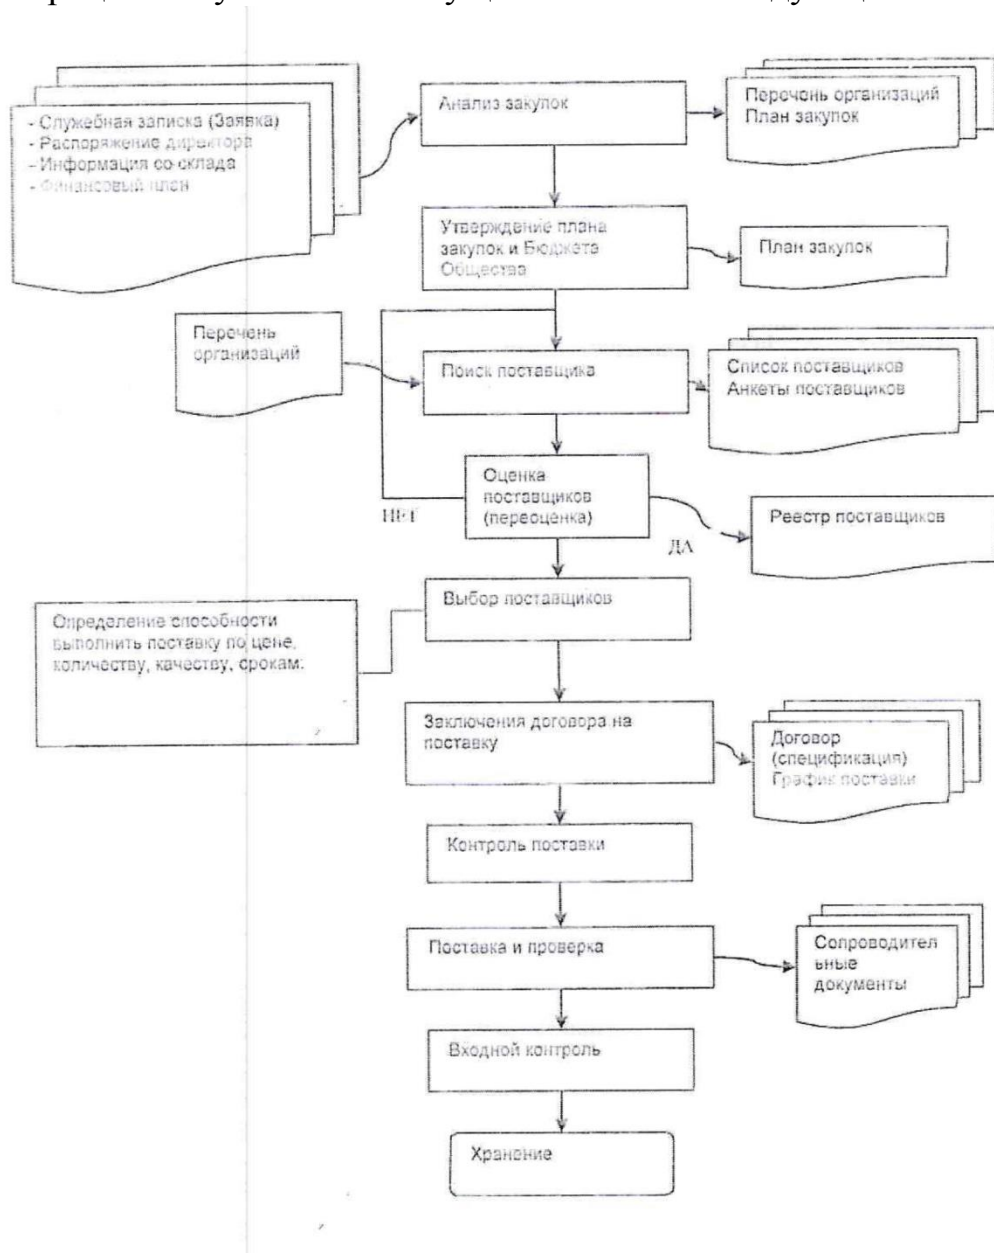 - Служебная записка (Заявка)
- Распоряжение директора
- Информация со склада
- Финансовый план
Анализ закупок
Перечень организаций
План закупок
Утверждение плана
закупок и Бюджета
Общества
План закупок
Перечень
организаций
Поиск поставщика
Список поставщиков
Анкеты поставщиков
Оценка
поставщиков
(переоценка)
НЕТ
ДА
Реестр поставщиков
Выбор поставщиков
Определение способности
выполнить поставку по цене,
количеству, качеству, срокам:
Заключения договора на
поставку
Договор
(спецификация)
График поставки
Контроль поставки
Поставка и проверка
Сопроводител
ьные
документы
Входной контроль
Хранение